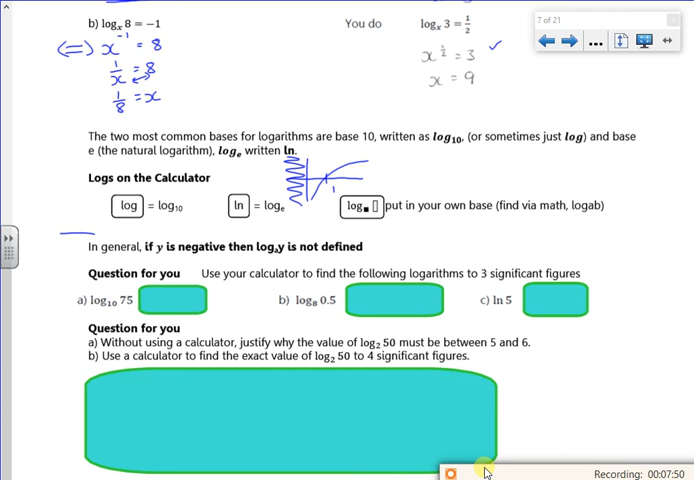 b) logₓ 8 = −1
You do
logₓ 3 = 1/2
7 of 21
⇔ x⁻¹ = 8
x^½ = 3 ✓
1/x = 8
x = 9
1/8 = x
The two most common bases for logarithms are base 10, written as log₁₀, (or sometimes just log) and base
e (the natural logarithm), logₑ written ln.
Logs on the Calculator
1
log = log₁₀
ln = logₑ
log■ ▯ put in your own base (find via math, logab)
In general, if y is negative then logₐy is not defined
Question for you Use your calculator to find the following logarithms to 3 significant figures
a) log₁₀ 75
b) log₈ 0.5
c) ln 5
Question for you
a) Without using a calculator, justify why the value of log₂ 50 must be between 5 and 6.
b) Use a calculator to find the exact value of log₂ 50 to 4 significant figures.
Recording: 00:07:50